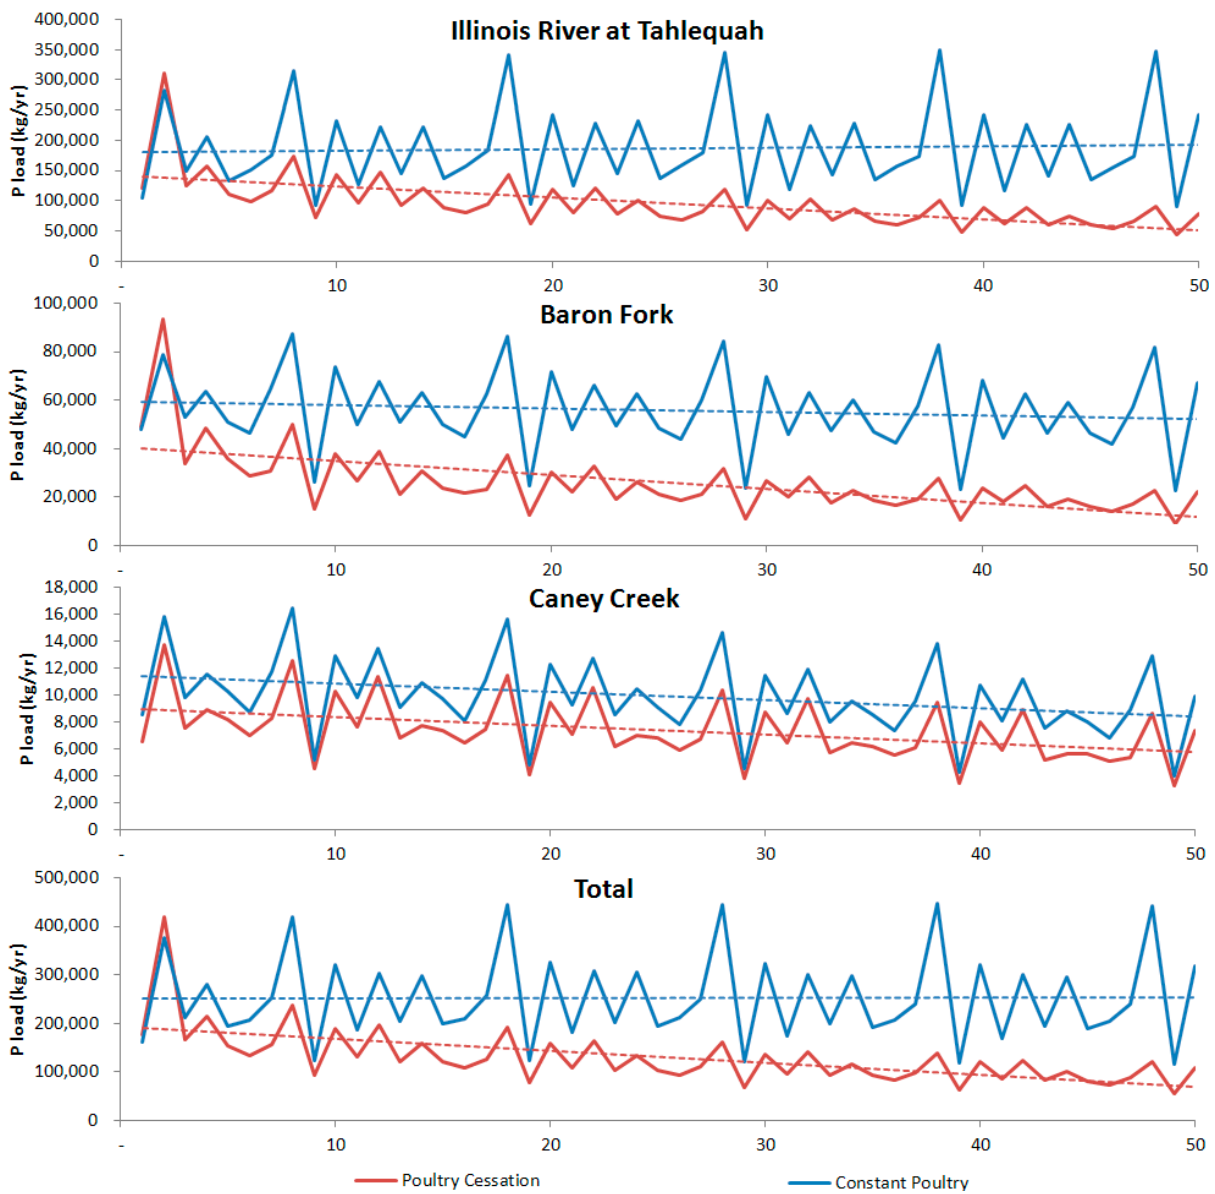 Illinois River at Tahlequah
P load (kg/yr)
400,000
350,000
300,000
250,000
200,000
150,000
100,000
50,000
0
- 10 20 30 40 50
Baron Fork
P load (kg/yr)
100,000
80,000
60,000
40,000
20,000
0
- 10 20 30 40 50
Caney Creek
P load (kg/yr)
18,000
16,000
14,000
12,000
10,000
8,000
6,000
4,000
2,000
0
- 10 20 30 40 50
Total
P load (kg/yr)
500,000
400,000
300,000
200,000
100,000
0
- 10 20 30 40 50
Poultry Cessation Constant Poultry